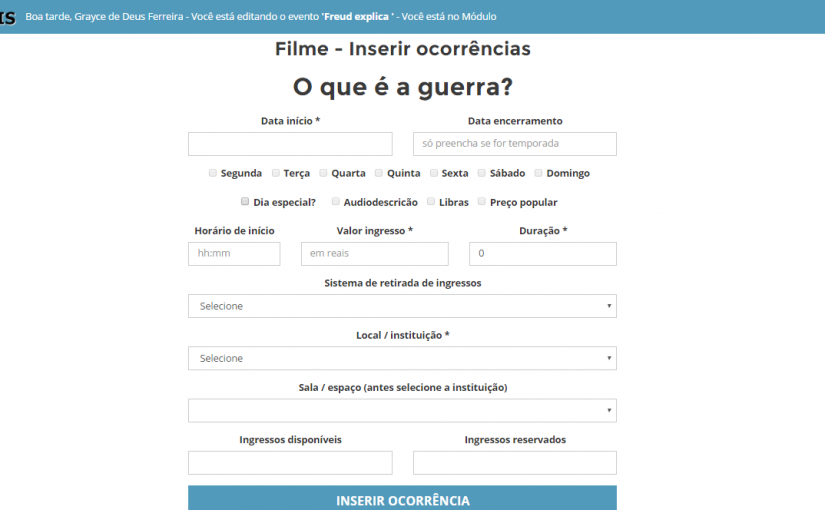 IS Boa tarde, Grayce de Deus Ferreira - Você está editando o evento 'Freud explica ' - Você está no Módulo
Filme - Inserir ocorrências
O que é a guerra?
Data início * Data encerramento
só preencha se for temporada
Segunda Terça Quarta Quinta Sexta Sábado Domingo
Dia especial? Audiodescricão Libras Preço popular
Horário de início Valor ingresso * Duração *
hh:mm em reais 0
Sistema de retirada de ingressos
Selecione
Local / instituição *
Selecione
Sala / espaço (antes selecione a instituição)
Ingressos disponíveis Ingressos reservados
INSERIR OCORRÊNCIA